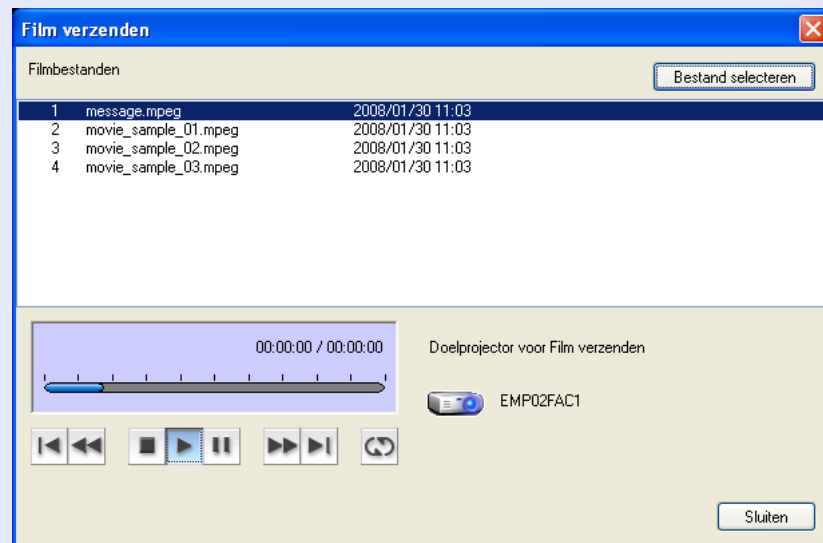 Film verzenden
Filmbestanden
Bestand selecteren
1 message.mpeg 2008/01/30 11:03
2 movie_sample_01.mpeg 2008/01/30 11:03
3 movie_sample_02.mpeg 2008/01/30 11:03
4 movie_sample_03.mpeg 2008/01/30 11:03
00:00:00 / 00:00:00
Doelprojector voor Film verzenden
EMP02FAC1
Sluiten